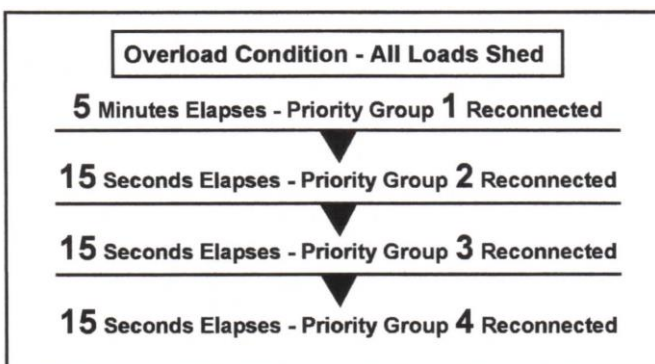 Overload Condition - All Loads Shed
5 Minutes Elapses - Priority Group 1 Reconnected
15 Seconds Elapses - Priority Group 2 Reconnected
15 Seconds Elapses - Priority Group 3 Reconnected
15 Seconds Elapses - Priority Group 4 Reconnected